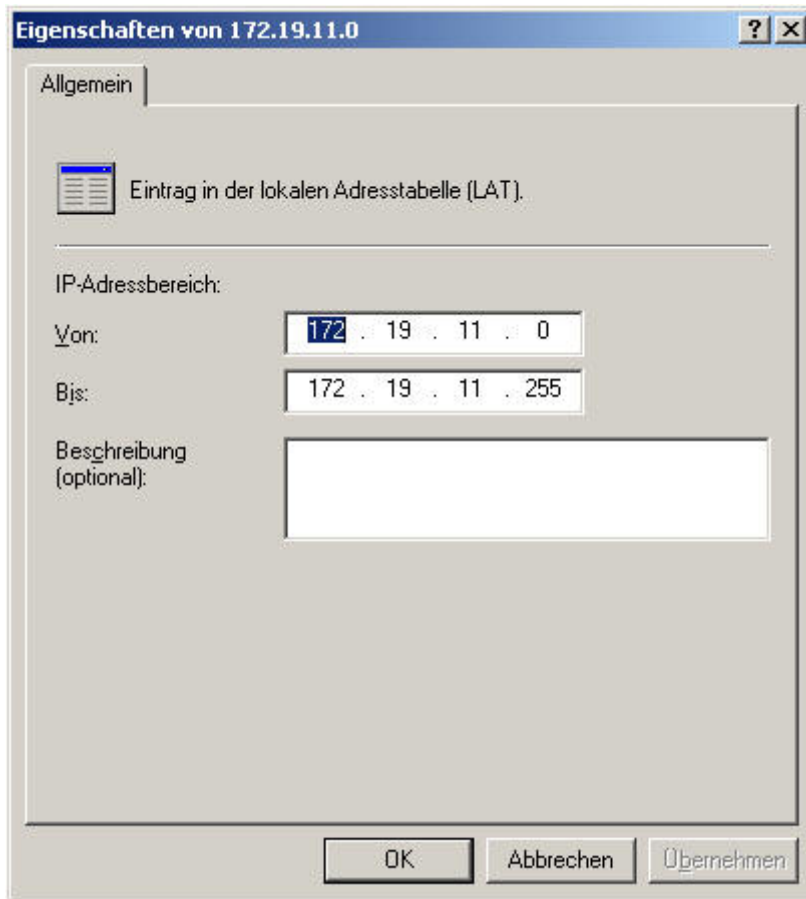 Eigenschaften von 172.19.11.0
Allgemein
Eintrag in der lokalen Adresstabelle (LAT).
IP-Adressbereich:
Von: 172 . 19 . 11 . 0
Bis: 172 . 19 . 11 . 255
Beschreibung
(optional):
OK Abbrechen Übernehmen